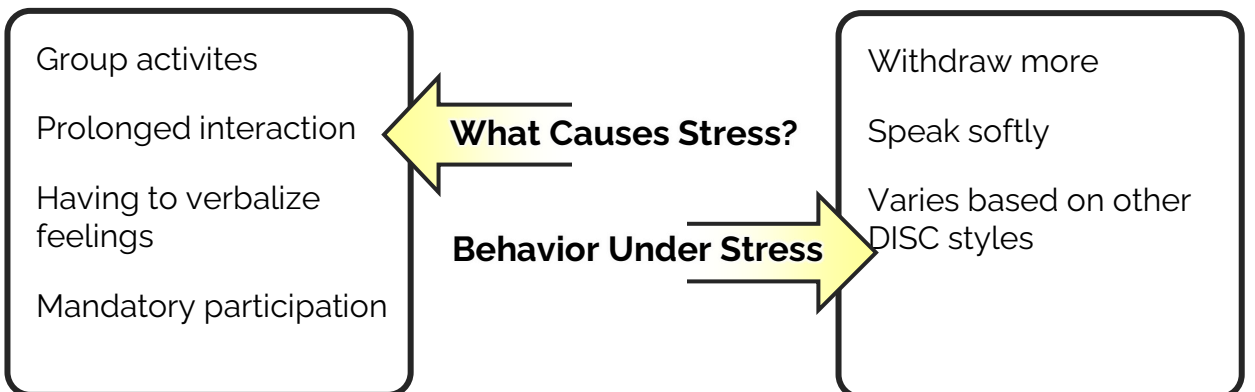 Group activites
Prolonged interaction
Having to verbalize
feelings
Mandatory participation
What Causes Stress?
Behavior Under Stress
Withdraw more
Speak softly
Varies based on other
DISC styles